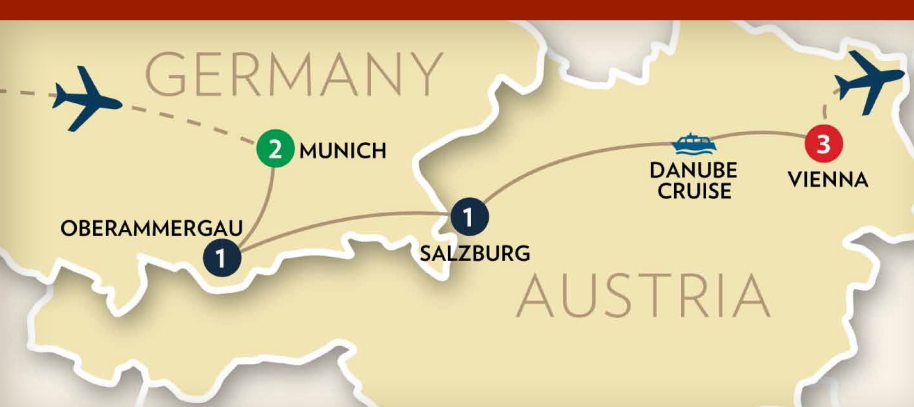 GERMANY
2 MUNICH
OBERAMMERGAU
1
1
SALZBURG
DANUBE
CRUISE
3
VIENNA
AUSTRIA